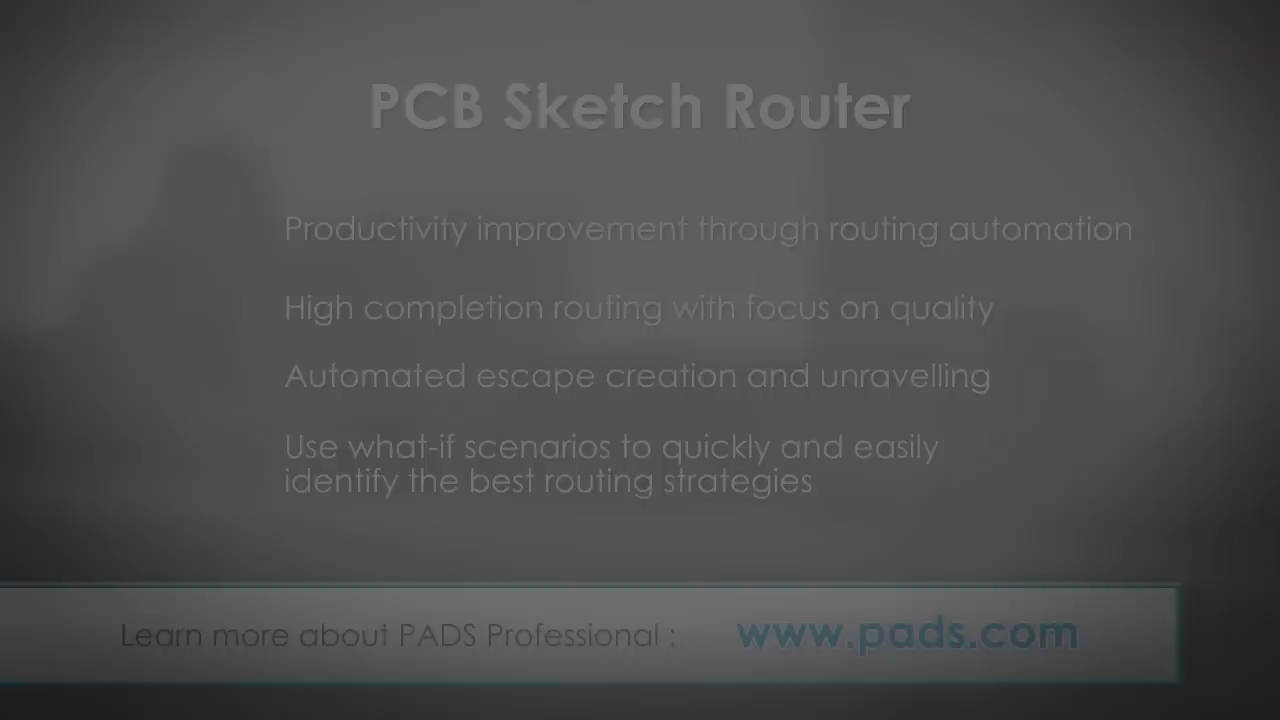 PCB Sketch Router
Productivity improvement through routing automation
High completion routing with focus on quality
Automated escape creation and unravelling
Use what-if scenarios to quickly and easily
identify the best routing strategies
Learn more about PADS Professional : www.pads.com